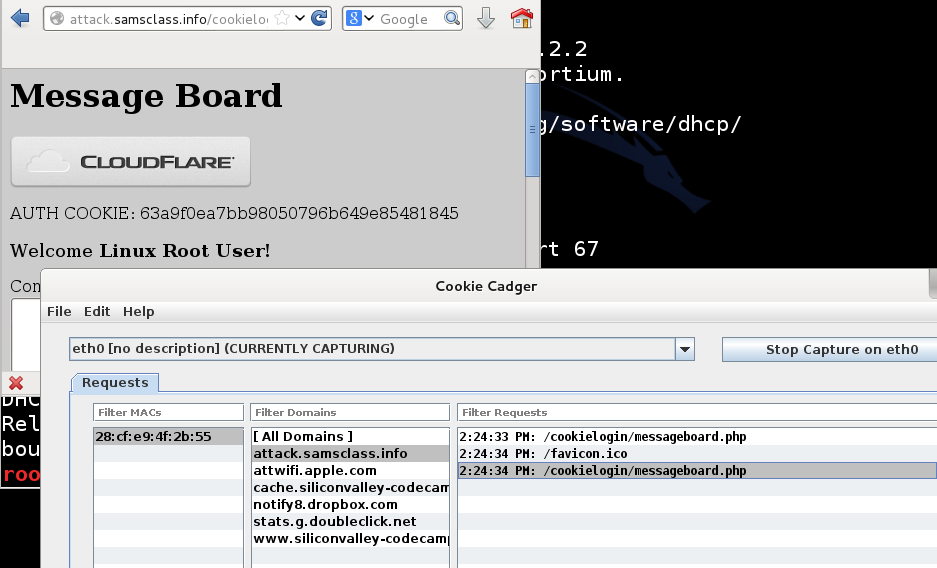 attack.samsclass.info/cookielo
Google
Message Board
CLOUDFLARE
AUTH COOKIE: 63a9f0ea7bb98050796b649e85481845
Welcome Linux Root User!
Con
.2.2
ortium.
g/software/dhcp/
rt 67
Cookie Cadger
File Edit Help
eth0 [no description] (CURRENTLY CAPTURING)
Stop Capture on eth0
Requests
Filter MACs
Filter Domains
Filter Requests
28:cf:e9:4f:2b:55
[ All Domains ]
attack.samsclass.info
attwifi.apple.com
cache.siliconvalley-codecam
notify8.dropbox.com
stats.g.doubleclick.net
www.siliconvalley-codecamp
2:24:33 PM: /cookielogin/messageboard.php
2:24:34 PM: /favicon.ico
2:24:34 PM: /cookielogin/messageboard.php
DHC
Rel
bou
roo